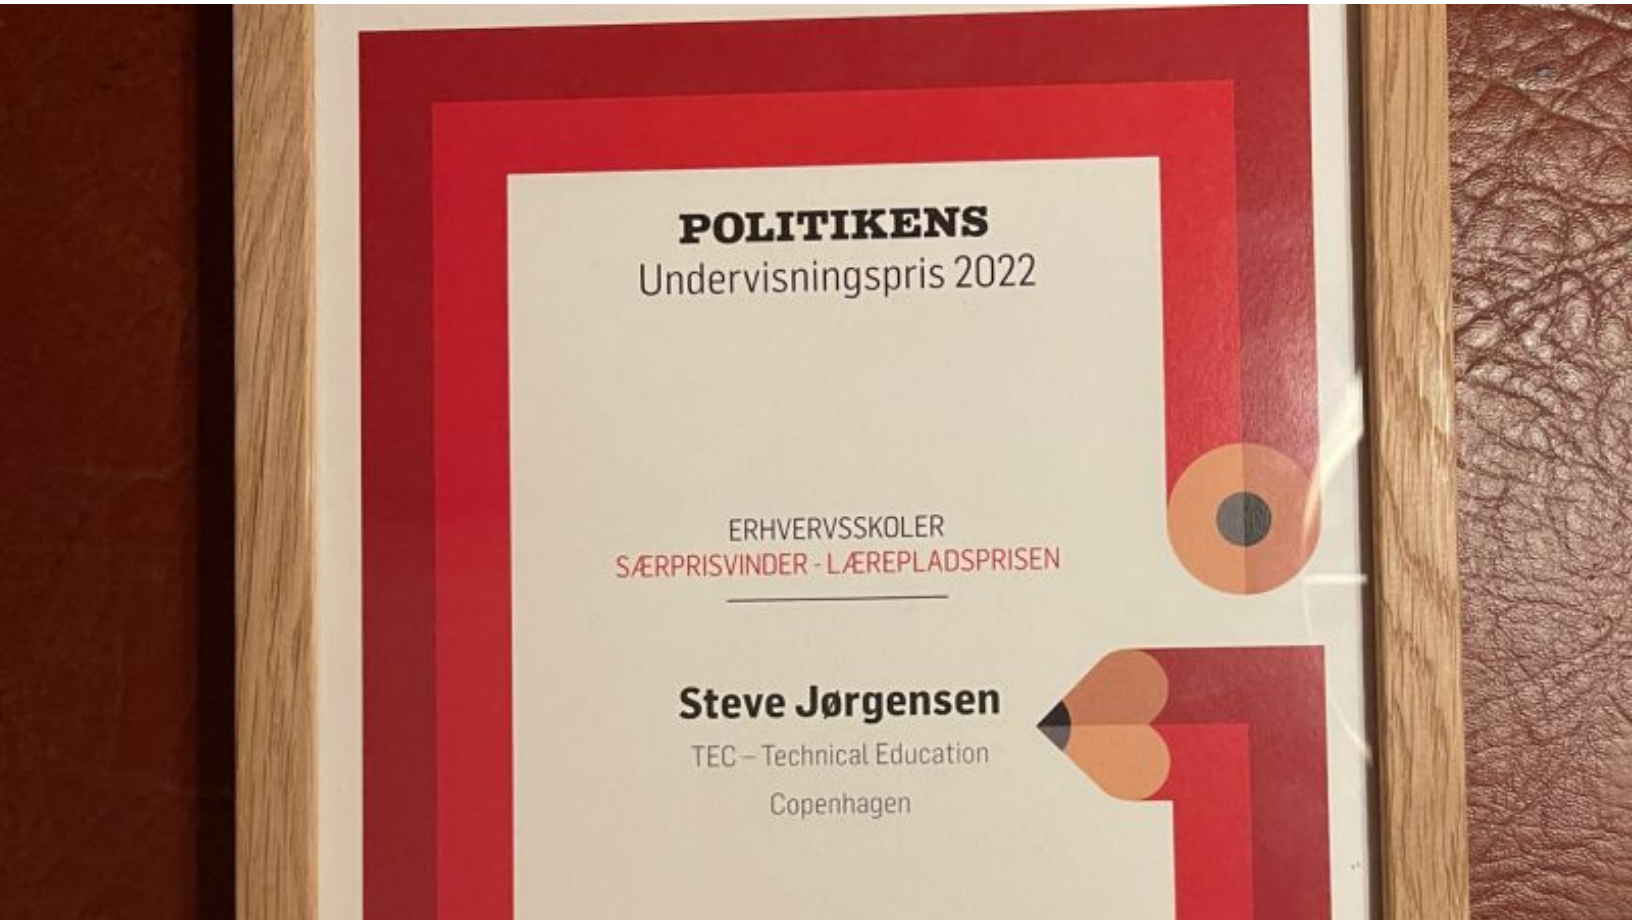 POLITIKENS
Undervisningspris 2022
ERHVERVSSKOLER
SÆRPRISVINDER - LÆREPLADSPRISEN
Steve Jørgensen
TEC – Technical Education
Copenhagen